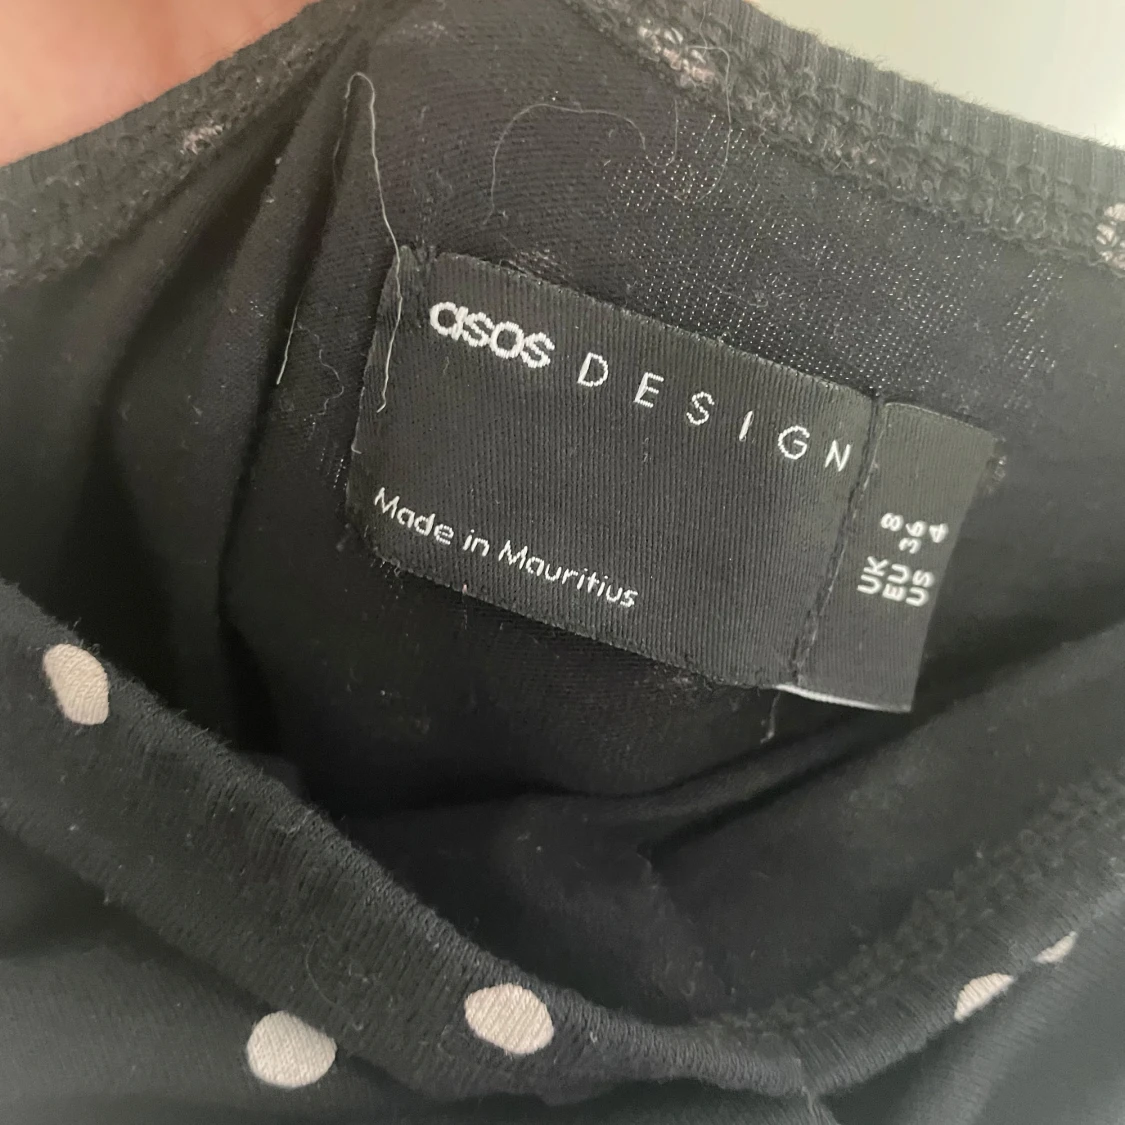 asos DESIGN
Made in Mauritius
UK 8
EU 36
US 4